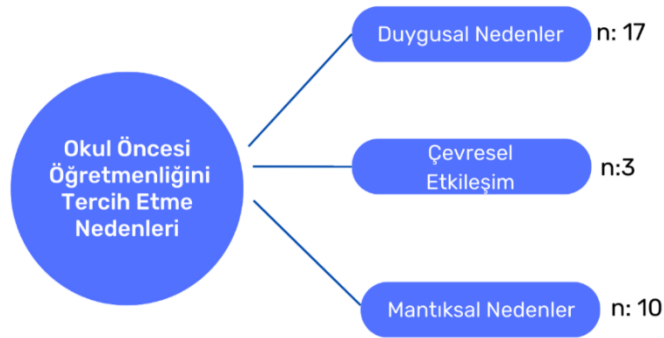 Okul Öncesi
Öğretmenliğini
Tercih Etme
Nedenleri
Duygusal Nedenler
n: 17
Çevresel
Etkileşim
n:3
Mantıksal Nedenler
n: 10